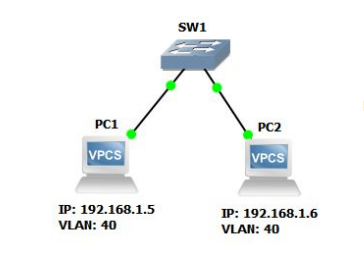 SW1
PC1
PC2
VPCS
VPCS
IP: 192.168.1.5
VLAN: 40
IP: 192.168.1.6
VLAN: 40